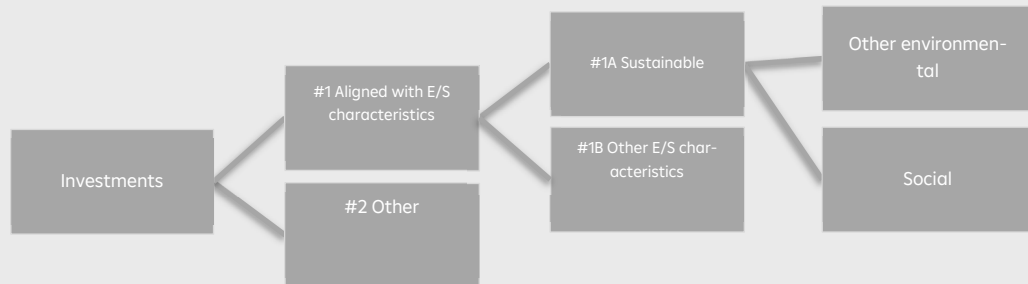 Investments
#1 Aligned with E/S
characteristics
#2 Other
#1A Sustainable
#1B Other E/S char-
acteristics
Other environmen-
tal
Social